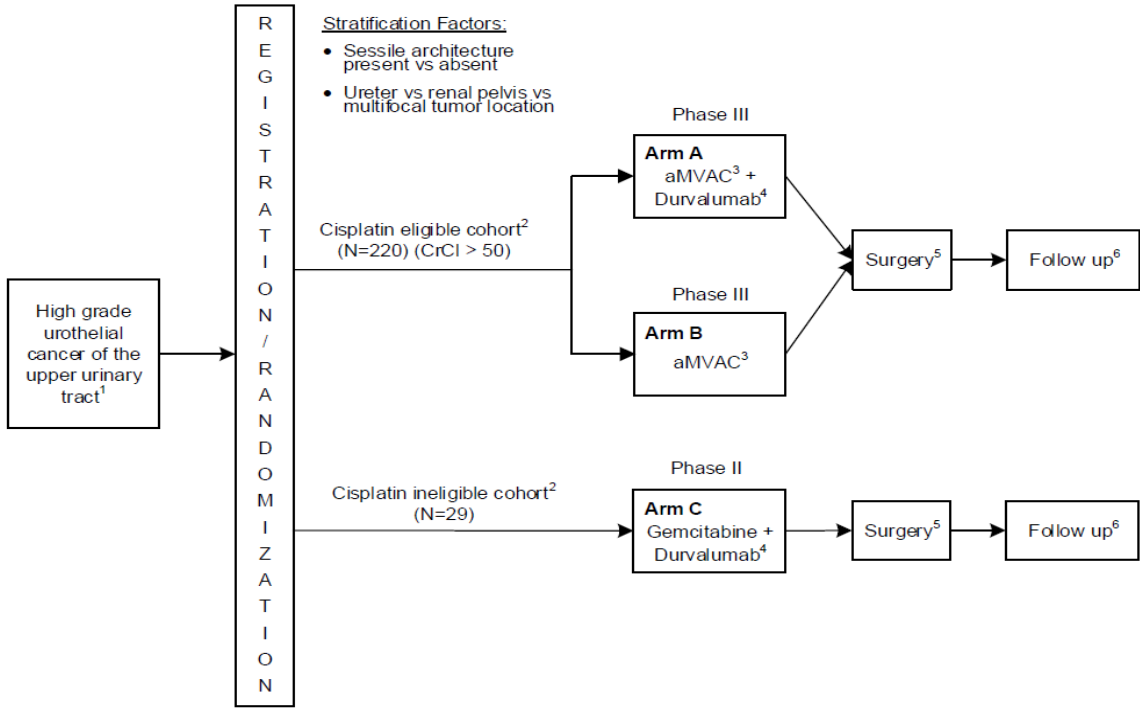 High grade
urothelial
cancer of the
upper urinary
tract1
R
E
G
I
S
T
R
A
T
I
O
N
/
R
A
N
D
O
M
I
Z
A
T
I
O
N
Stratification Factors:
• Sessile architecture
present vs absent
• Ureter vs renal pelvis vs
multifocal tumor location
Cisplatin eligible cohort2
(N=220) (CrCl > 50)
Phase III
Arm A
aMVAC3 +
Durvalumab4
Phase III
Arm B
aMVAC3
Surgery5
Follow up6
Cisplatin ineligible cohort2
(N=29)
Phase II
Arm C
Gemcitabine +
Durvalumab4
Surgery5
Follow up6